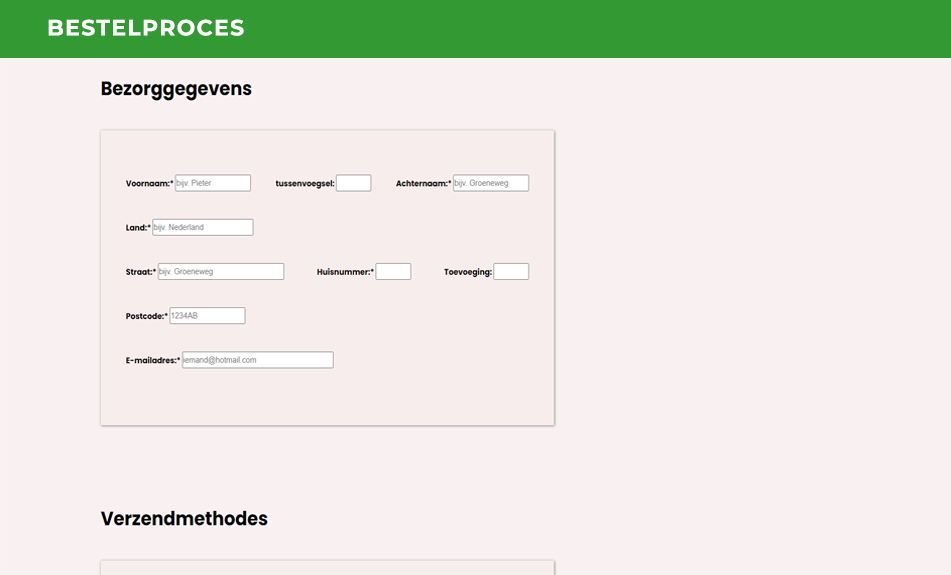 BESTELPROCES
Bezorggegevens
Voornaam:* bijv. Pieter tussenvoegsel: Achternaam:* bijv. Groeneweg
Land:* bijv. Nederland
Straat:* bijv. Groeneweg Huisnummer:* Toevoeging:
Postcode:* 1234AB
E-mailadres:* iemand@hotmail.com
Verzendmethodes